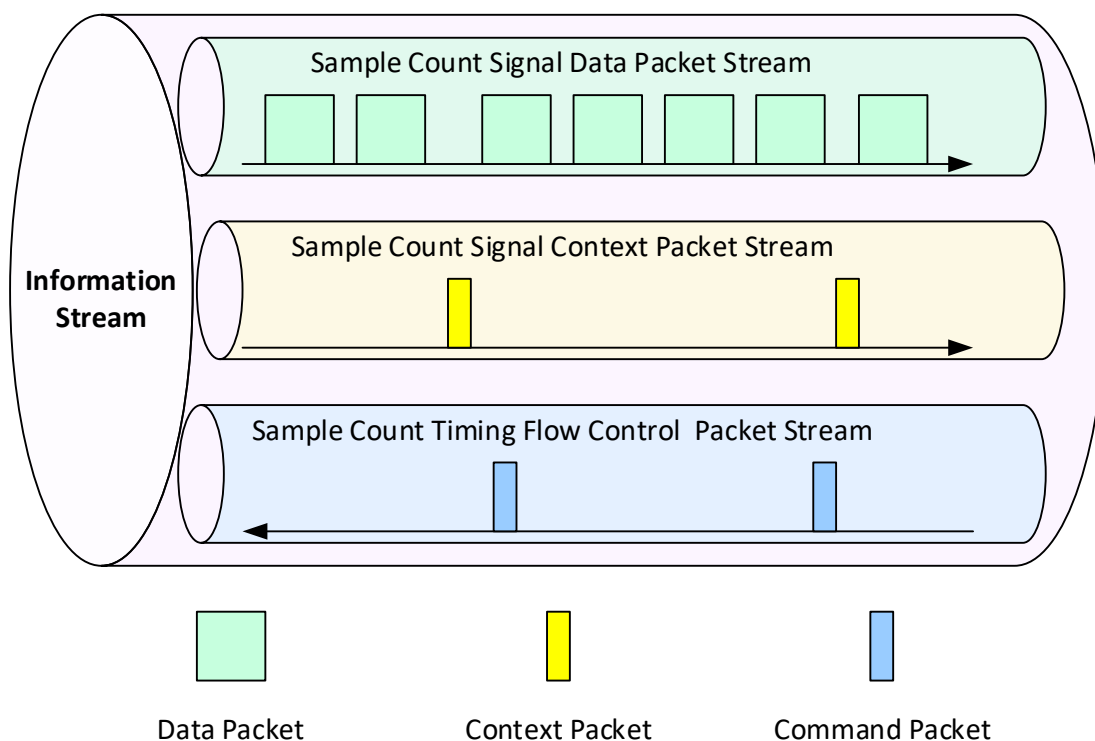 Sample Count Signal Data Packet Stream
Sample Count Signal Context Packet Stream
Information
Stream
Sample Count Timing Flow Control  Packet Stream
Data Packet
Context Packet
Command Packet